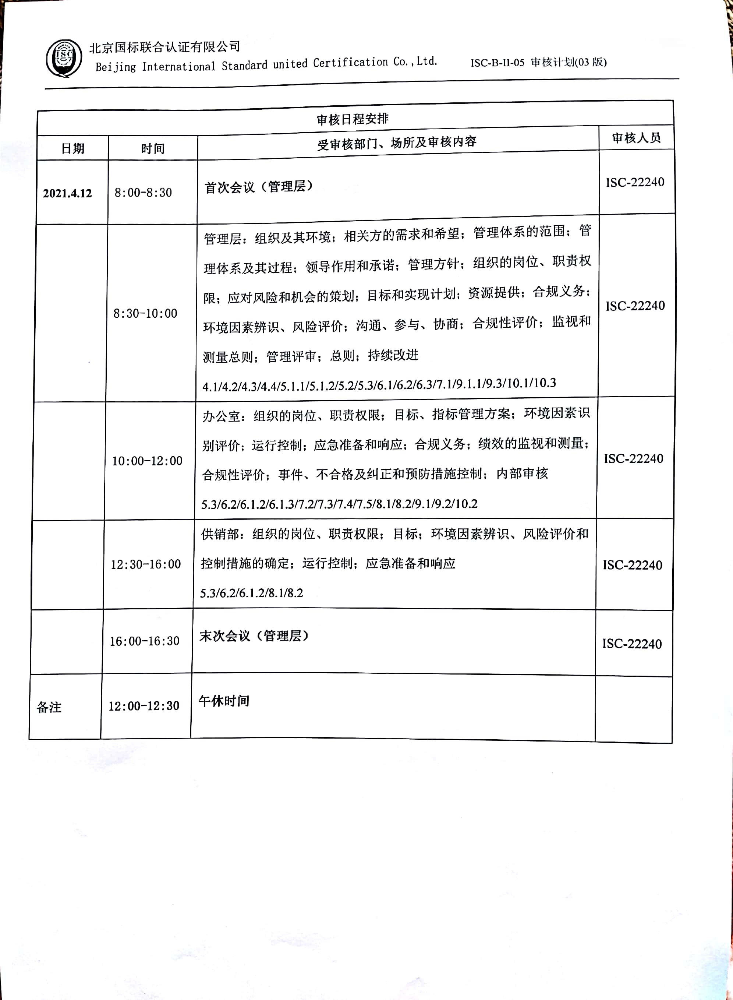 北京国标联合认证有限公司
Beijing International Standard united Certification Co.,Ltd. ISC-B-II-05 审核计划(03 版)
ISC
审核日程安排
日期 时间 受审核部门、场所及审核内容 审核人员
2021.4.12 8:00-8:30 首次会议（管理层） ISC-22240
管理层：组织及其环境；相关方的需求和希望；管理体系的范围；管
理体系及其过程；领导作用和承诺；管理方针；组织的岗位、职责权
限；应对风险和机会的策划；目标和实现计划；资源提供；合规义务；
8:30-10:00 ISC-22240
环境因素辨识、风险评价；沟通、参与、协商；合规性评价；监视和
测量总则；管理评审；总则；持续改进
4.1/4.2/4.3/4.4/5.1.1/5.1.2/5.2/5.3/6.1/6.2/6.3/7.1/9.1.1/9.3/10.1/10.3
办公室：组织的岗位、职责权限；目标、指标管理方案；环境因素识
别评价；运行控制；应急准备和响应；合规义务；绩效的监视和测量；
10:00-12:00 ISC-22240
合规性评价；事件、不合格及纠正和预防措施控制；内部审核
5.3/6.2/6.1.2/6.1.3/7.2/7.3/7.4/7.5/8.1/8.2/9.1/9.2/10.2
供销部：组织的岗位、职责权限；目标；环境因素辨识、风险评价和
12:30-16:00 控制措施的确定；运行控制；应急准备和响应 ISC-22240
5.3/6.2/6.1.2/8.1/8.2
16:00-16:30 末次会议（管理层） ISC-22240
备注 12:00-12:30 午休时间